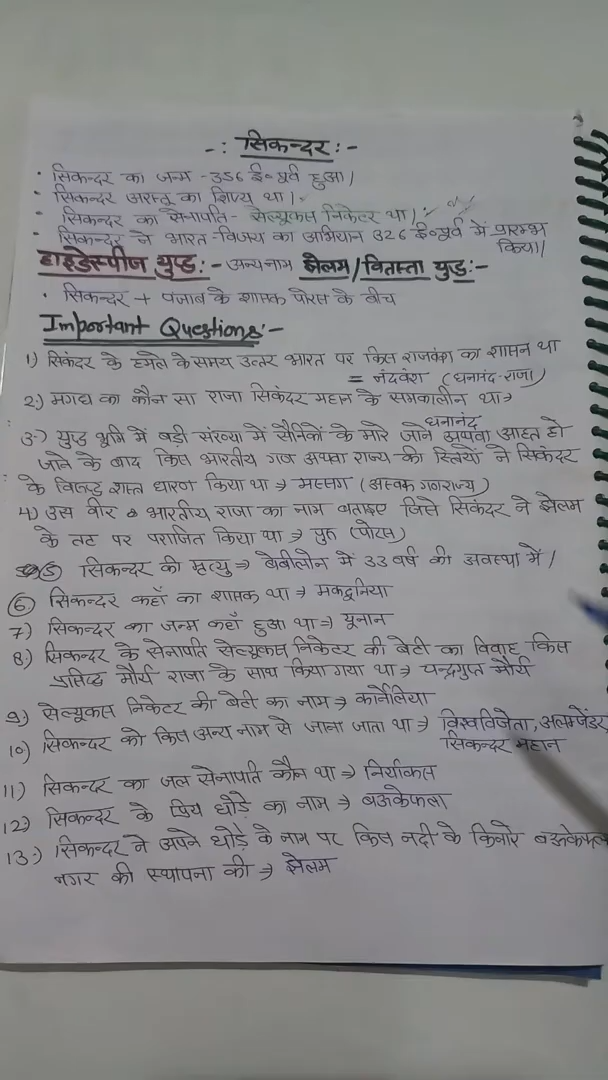 -: सिकन्दर :-
• सिकन्दर का जन्म - 356 ई०पूर्व हुआ।
• सिकन्दर अरस्तू का शिष्य था।
• सिकन्दर का सेनापति - सेल्यूकस निकेटर था।
• सिकन्दर ने भारत-विजय का अभियान 326 ई०पूर्व में प्रारम्भ
किया।
हाइडेस्पीज युद्ध :- अन्यनाम झेलम/वितस्ता युद्ध:-
• सिकन्दर + पंजाब के शासक पोरस के बीच
Important Questions:-
1) सिकंदर के हमले के समय उत्तर भारत पर किस राजवंश का शासन था
= नंदवंश (धनानंद-राजा)
2.) मगध का कौन सा राजा सिकंदर महान के समकालीन था →
धनानंद
3.) युद्ध भूमि में बड़ी संख्या में सैनिकों के मारे जाने अथवा आहत हो
जाने के बाद किस भारतीय गण अथवा राज्य की स्त्रियों ने सिकंदर
के विरुद्ध शस्त्र धारण किया था → मस्सग (अस्वक गणराज्य)
4.) उस वीर भारतीय राजा का नाम बताइए जिसे सिकंदर ने झेलम
के तट पर पराजित किया था → पुरु (पोरस)
5 सिकन्दर की मृत्यु ⇒ बेबीलोन में 33 वर्ष की अवस्था में।
6 सिकन्दर कहाँ का शासक था → मकदूनिया
7.) सिकन्दर का जन्म कहाँ हुआ था → यूनान
8.) सिकन्दर के सेनापति सेल्यूकस निकेटर की बेटी का विवाह किस
प्रसिद्ध मौर्य राजा के साथ किया गया था → चन्द्रगुप्त मौर्य
9.) सेल्यूकस निकेटर की बेटी का नाम → कार्नेलिया
10) सिकन्दर को किस अन्य नाम से जाना जाता था → विश्वविजेता, अलग्जेंडर,
सिकन्दर महान
11) सिकन्दर का जल सेनापति कौन था → निर्याकस
12.) सिकन्दर के प्रिय घोड़े का नाम → बऊकेफला
13.) सिकन्दर ने अपने घोड़े के नाम पर किस नदी के किनारे
नगर की स्थापना की → झेलम